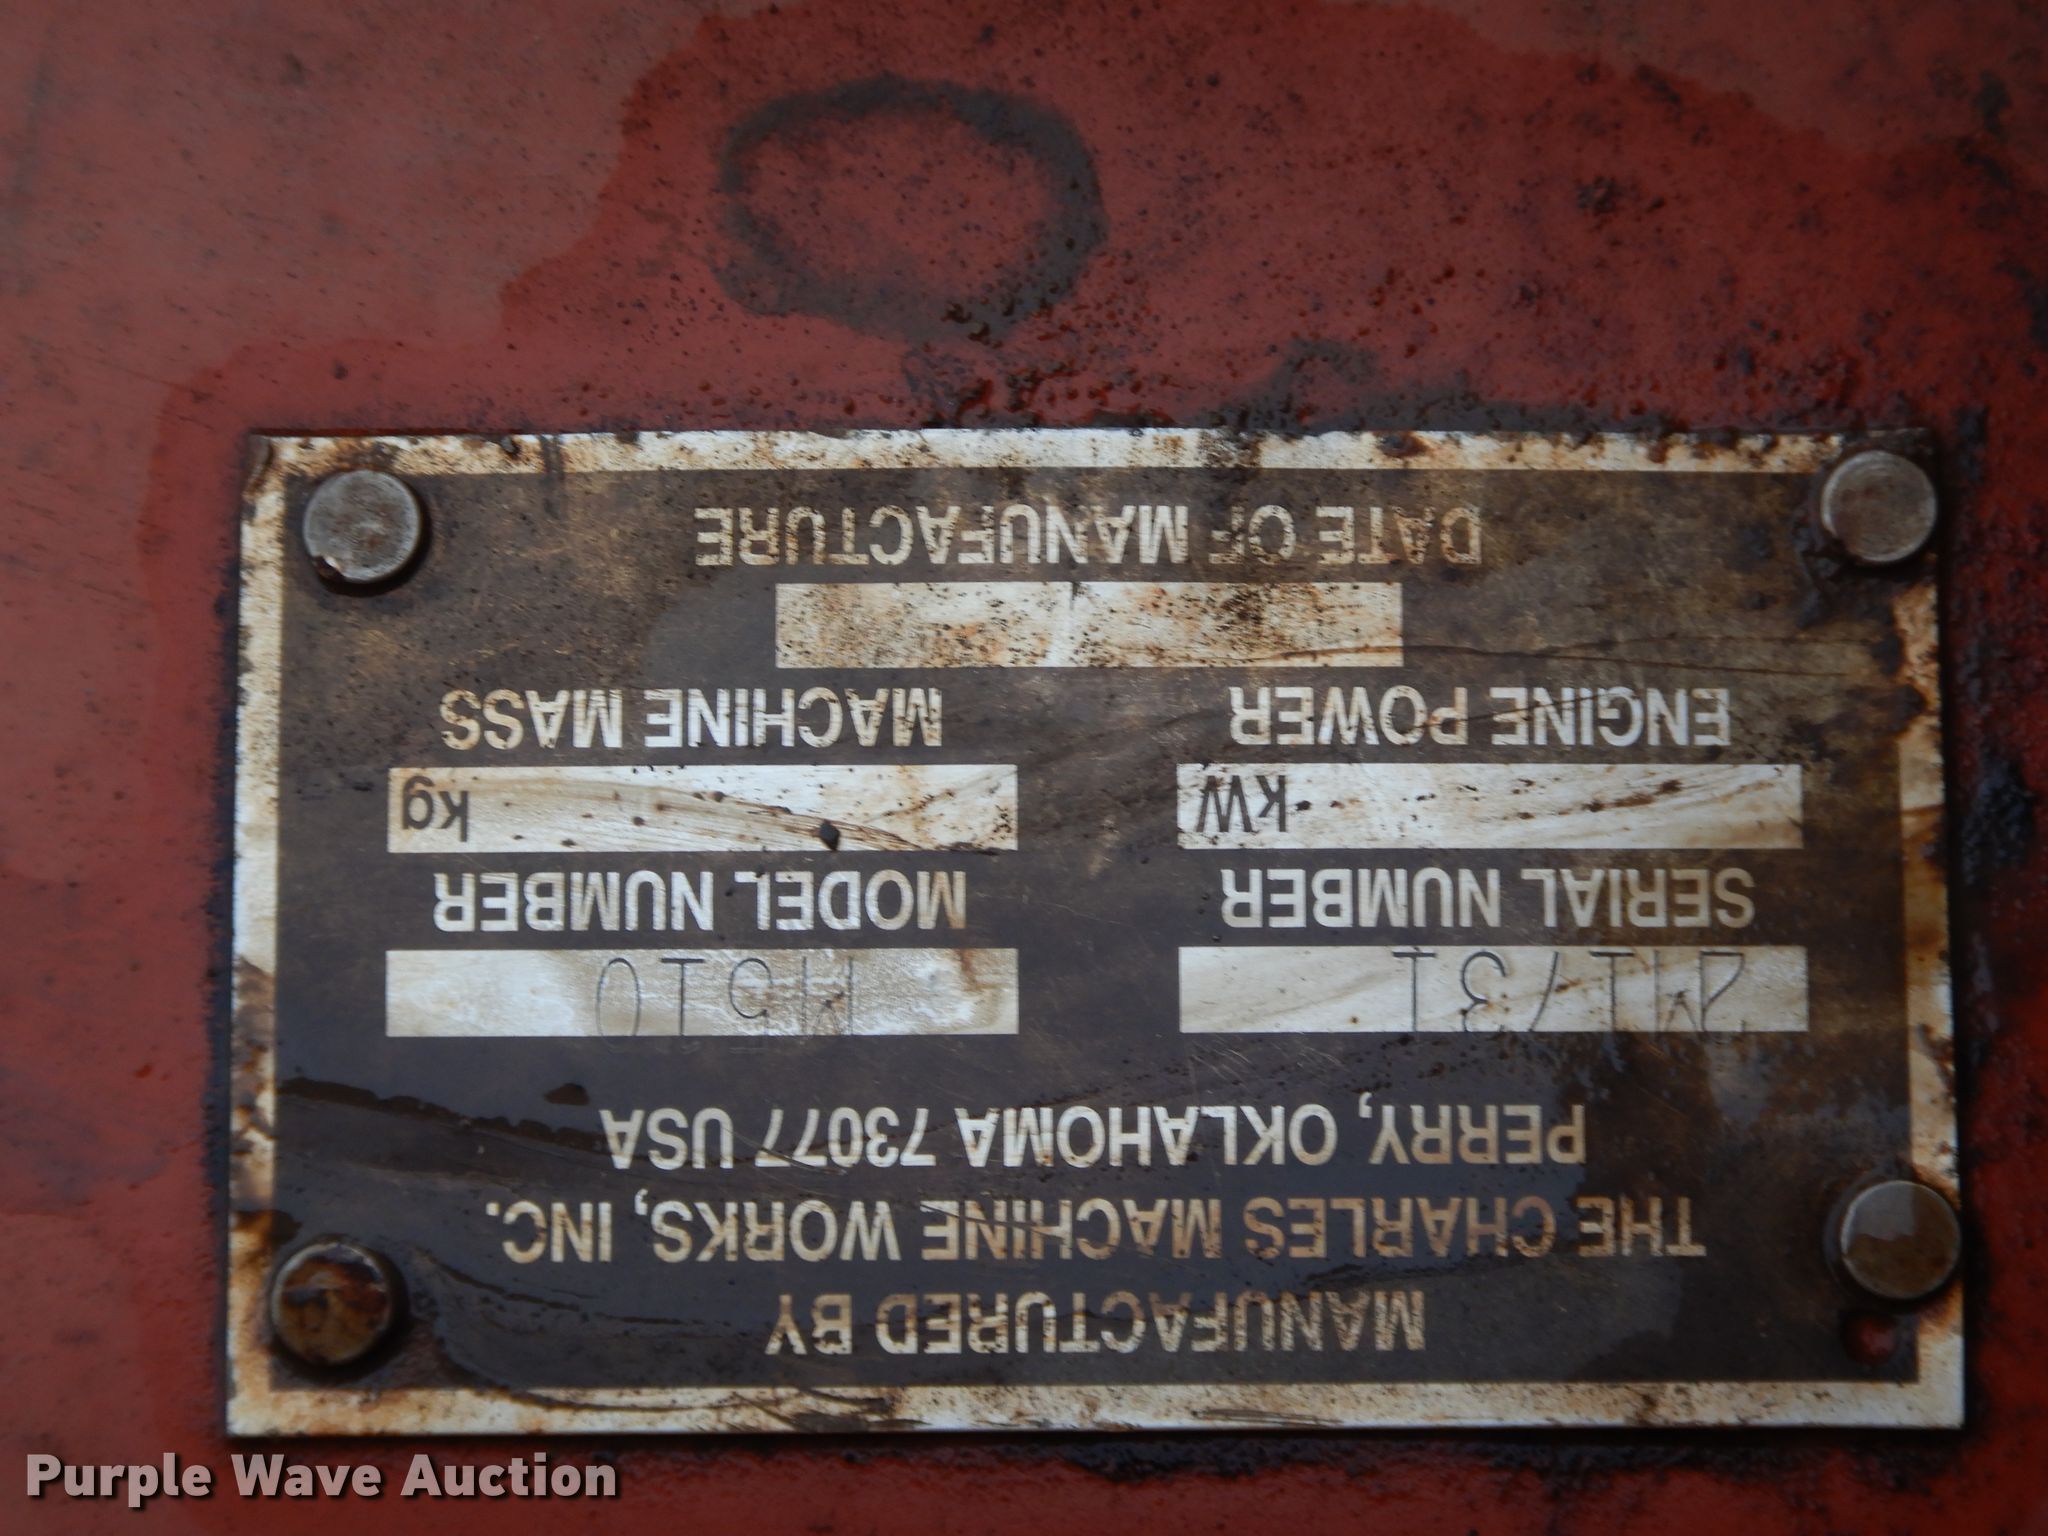 MANUFACTURED BY
THE CHARLES MACHINE WORKS, INC.
PERRY, OKLAHOMA 73077 USA
SERIAL NUMBER
MODEL NUMBER
M510
kW
kg
ENGINE POWER
MACHINE MASS
DATE OF MANUFACTURE
Purple Wave Auction